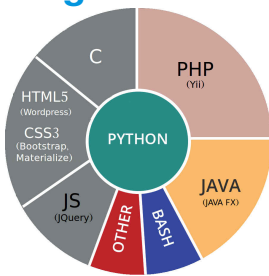 C
PHP
(Yii)
HTML5
(Wordpress)
CSS3
(Bootstrap,
Materialize)
PYTHON
JAVA
(JAVA FX)
JS
(JQuery)
OTHER
BASH